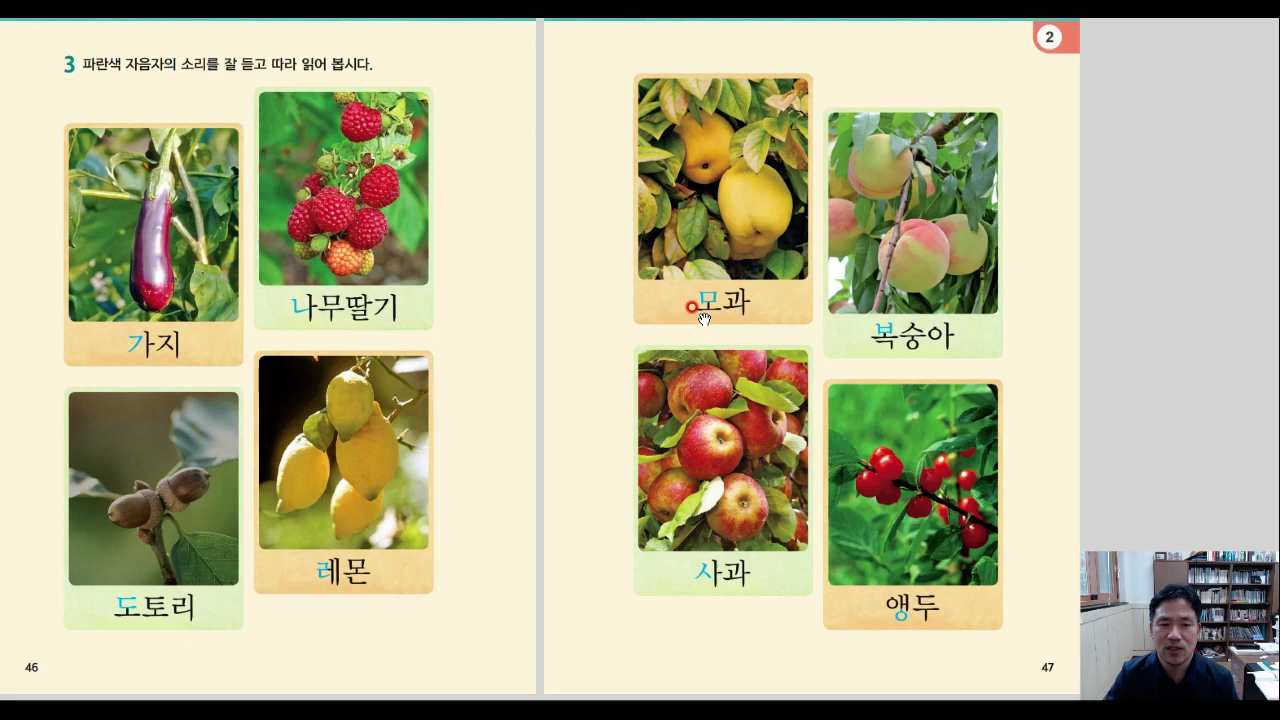 3 파란색 자음자의 소리를 잘 듣고 따라 읽어 봅시다.
가지
나무딸기
도토리
레몬
46
2
모과
복숭아
사과
앵두
47